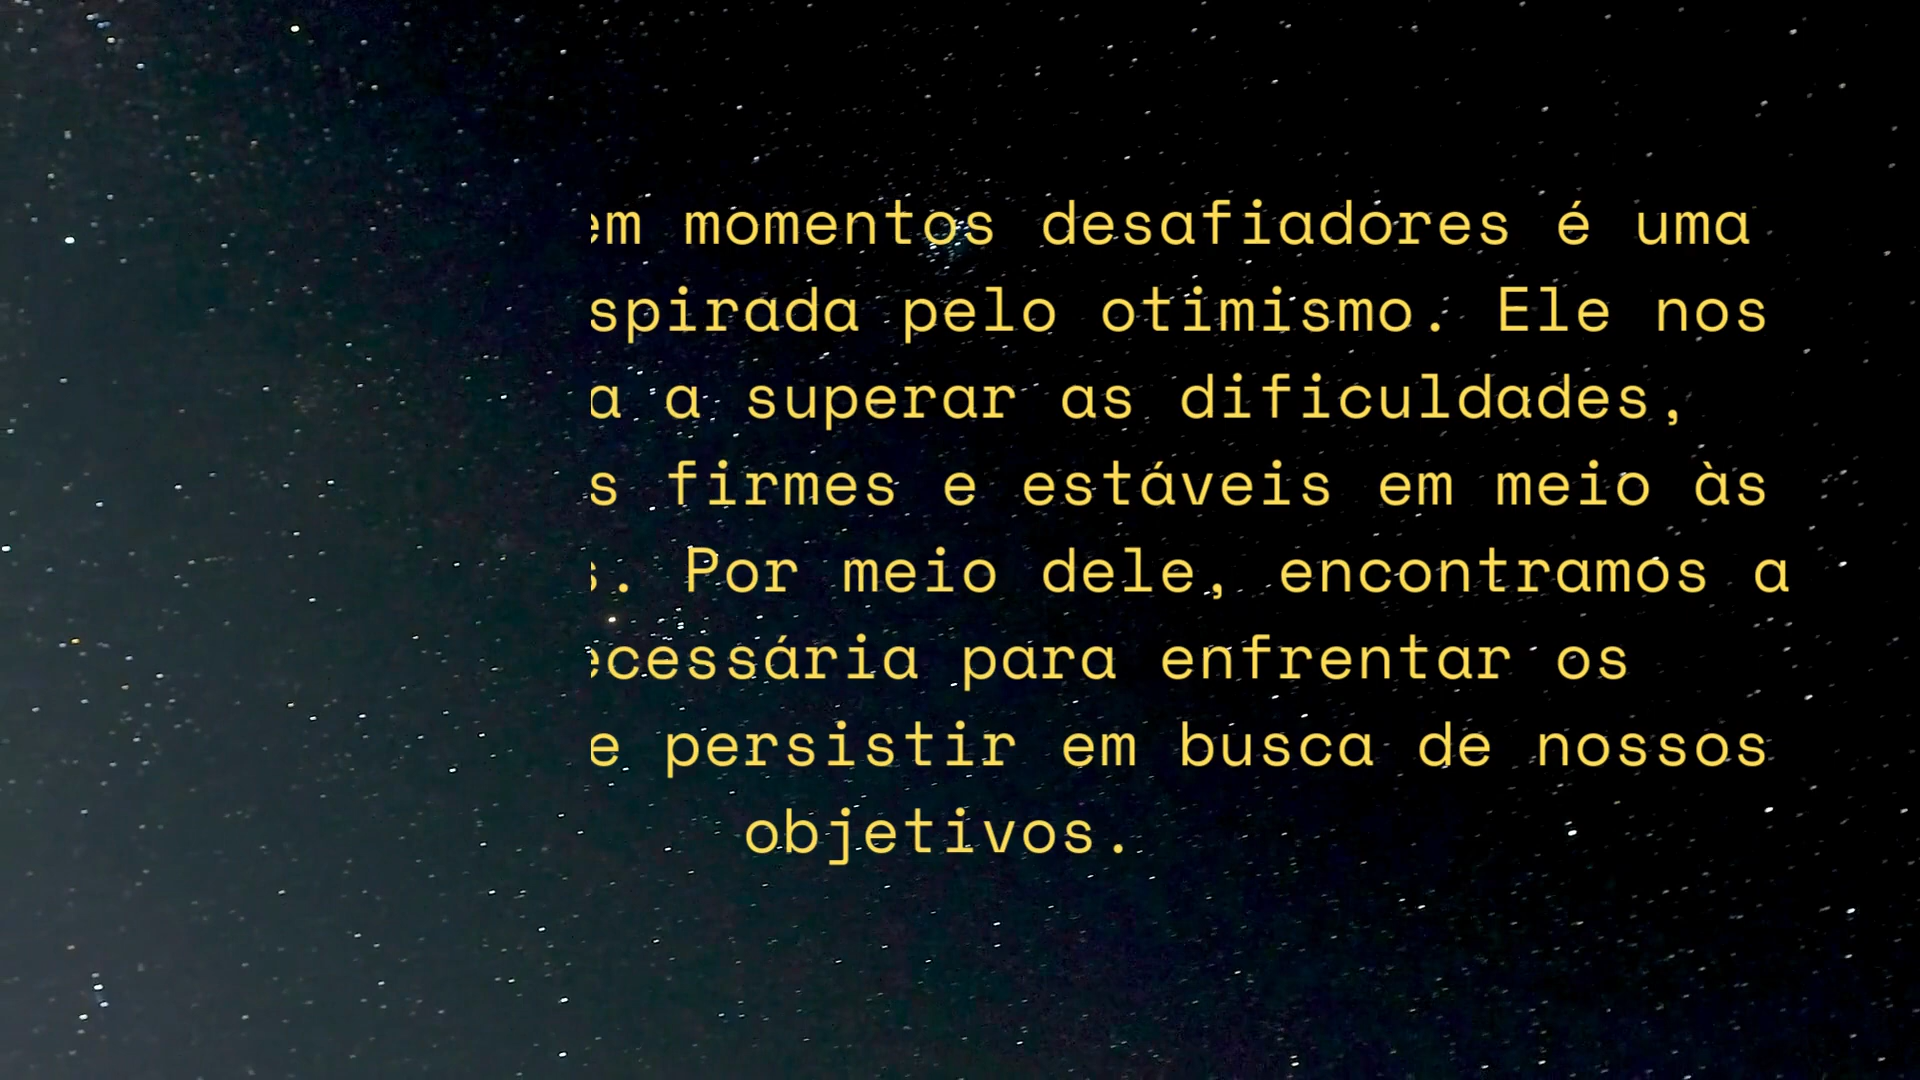 em momentos desafiadores é uma
spirada pelo otimismo. Ele nos
a a superar as dificuldades,
s firmes e estáveis em meio às
s. Por meio dele, encontramos a
ecessária para enfrentar os
e persistir em busca de nossos
objetivos.